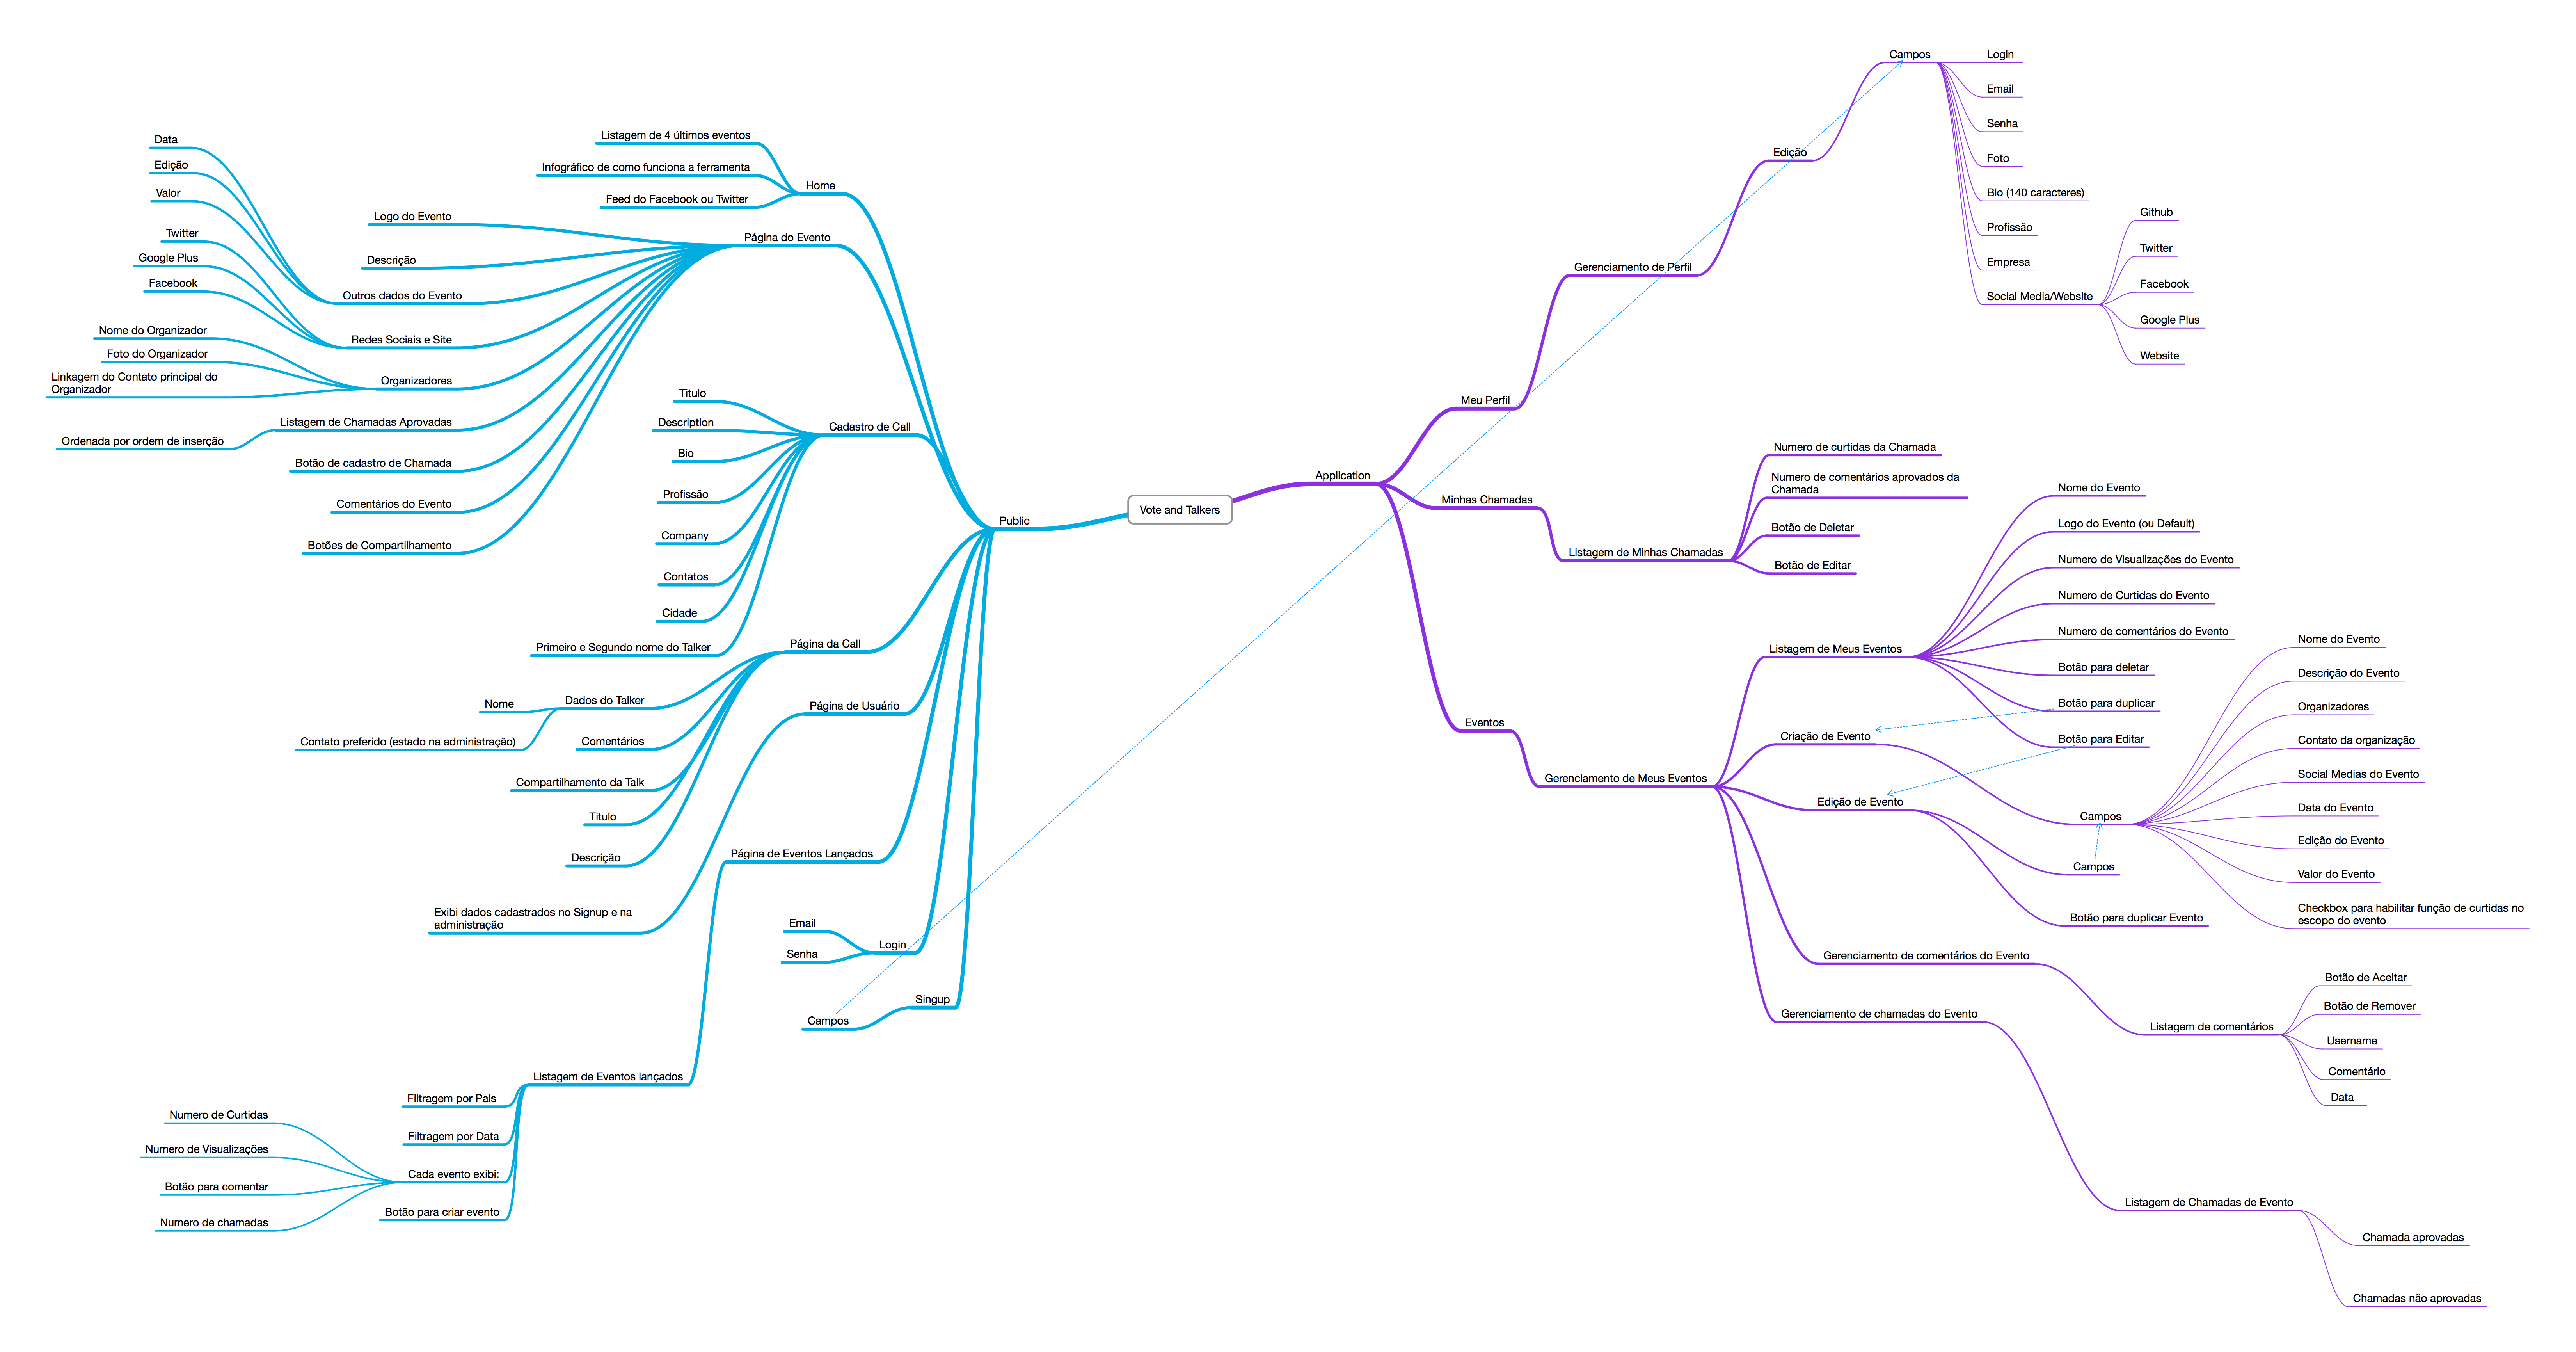 Vote and Talkers
Public
Home
Listagem de 4 últimos eventos
Infográfico de como funciona a ferramenta
Feed do Facebook ou Twitter
Página do Evento
Logo do Evento
Descrição
Outros dados do Evento
Data
Edição
Valor
Redes Sociais e Site
Twitter
Google Plus
Facebook
Organizadores
Nome do Organizador
Foto do Organizador
Linkagem do Contato principal do
Organizador
Listagem de Chamadas Aprovadas
Ordenada por ordem de inserção
Botão de cadastro de Chamada
Comentários do Evento
Botões de Compartilhamento
Cadastro de Call
Titulo
Description
Bio
Profissão
Company
Contatos
Cidade
Primeiro e Segundo nome do Talker
Página da Call
Dados do Talker
Nome
Contato preferido (estado na administração)
Comentários
Compartilhamento da Talk
Titulo
Descrição
Página de Usuário
Exibi dados cadastrados no Signup e na
administração
Página de Eventos Lançados
Listagem de Eventos lançados
Filtragem por Pais
Filtragem por Data
Cada evento exibi:
Numero de Curtidas
Numero de Visualizações
Botão para comentar
Numero de chamadas
Botão para criar evento
Login
Email
Senha
Singup
Campos
Application
Meu Perfil
Gerenciamento de Perfil
Edição
Campos
Login
Email
Senha
Foto
Bio (140 caracteres)
Profissão
Empresa
Social Media/Website
Github
Twitter
Facebook
Google Plus
Website
Minhas Chamadas
Listagem de Minhas Chamadas
Numero de curtidas da Chamada
Numero de comentários aprovados da
Chamada
Botão de Deletar
Botão de Editar
Eventos
Gerenciamento de Meus Eventos
Listagem de Meus Eventos
Nome do Evento
Logo do Evento (ou Default)
Numero de Visualizações do Evento
Numero de Curtidas do Evento
Numero de comentários do Evento
Botão para deletar
Botão para duplicar
Botão para Editar
Criação de Evento
Campos
Nome do Evento
Descrição do Evento
Organizadores
Contato da organização
Social Medias do Evento
Data do Evento
Edição do Evento
Valor do Evento
Checkbox para habilitar função de curtidas no
escopo do evento
Edição de Evento
Campos
Botão para duplicar Evento
Gerenciamento de comentários do Evento
Listagem de comentários
Botão de Aceitar
Botão de Remover
Username
Comentário
Data
Gerenciamento de chamadas do Evento
Listagem de Chamadas de Evento
Chamada aprovadas
Chamadas não aprovadas